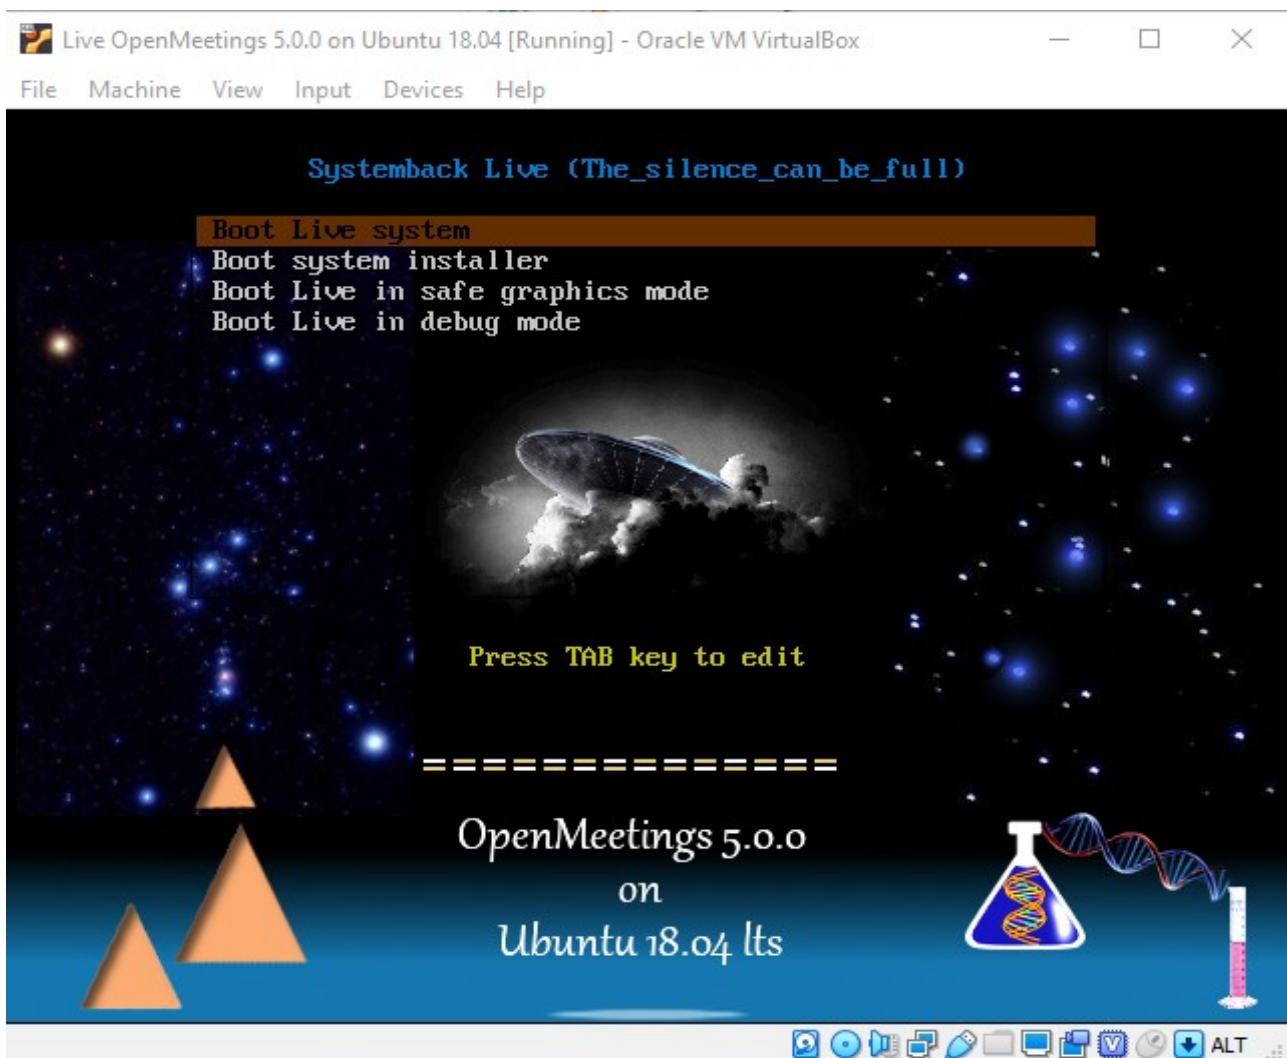 Live OpenMeetings 5.0.0 on Ubuntu 18.04 [Running] - Oracle VM VirtualBox
File Machine View Input Devices Help
Systemback Live (The_silence_can_be_full)
Boot Live system
Boot system installer
Boot Live in safe graphics mode
Boot Live in debug mode
Press TAB key to edit
==============
OpenMeetings 5.0.0
on
Ubuntu 18.04 lts
ALT